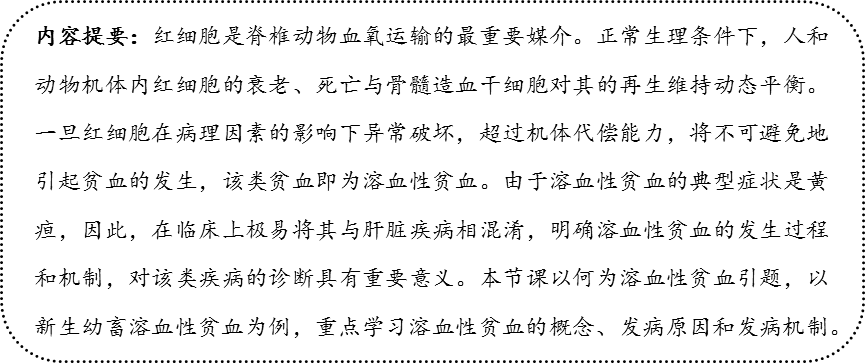 内容提要：红细胞是脊椎动物血氧运输的最重要媒介。正常生理条件下，人和
动物机体内红细胞的衰老、死亡与骨髓造血干细胞对其的再生维持动态平衡。
一旦红细胞在病理因素的影响下异常破坏，超过机体代偿能力，将不可避免地
引起贫血的发生，该类贫血即为溶血性贫血。由于溶血性贫血的典型症状是黄
疸，因此，在临床上极易将其与肝脏疾病相混淆，明确溶血性贫血的发生过程
和机制，对该类疾病的诊断具有重要意义。本节课以何为溶血性贫血引题，以
新生幼畜溶血性贫血为例，重点学习溶血性贫血的概念、发病原因和发病机制。